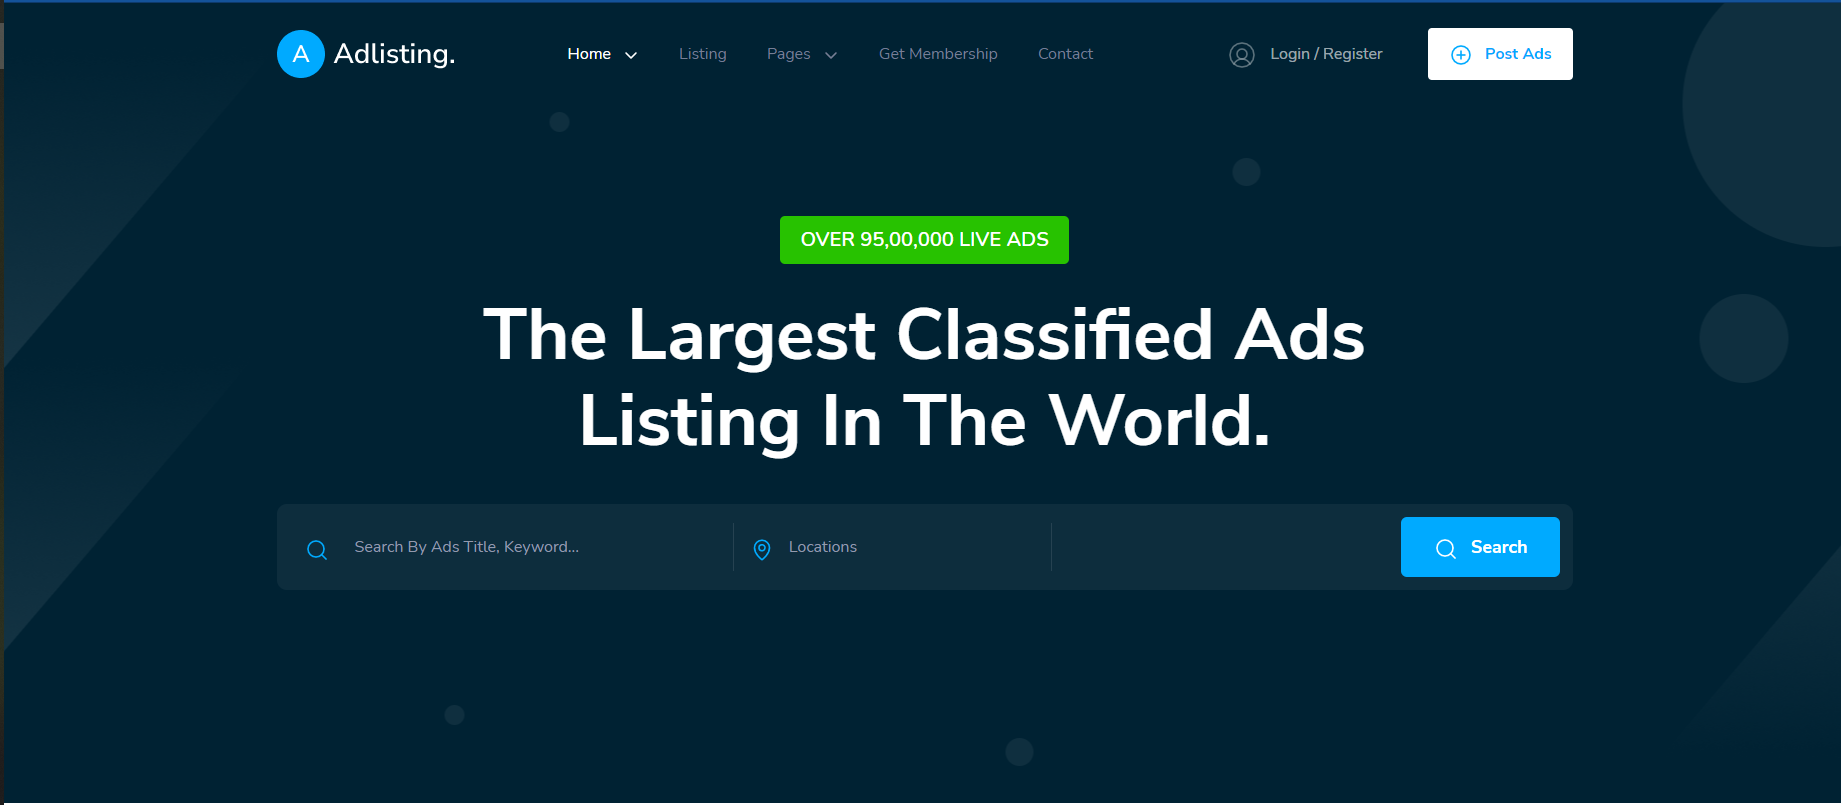 A Adlisting.
Home Listing Pages Get Membership Contact Login / Register Post Ads
OVER 95,00,000 LIVE ADS
The Largest Classified Ads
Listing In The World.
Search By Ads Title, Keyword... Locations Search